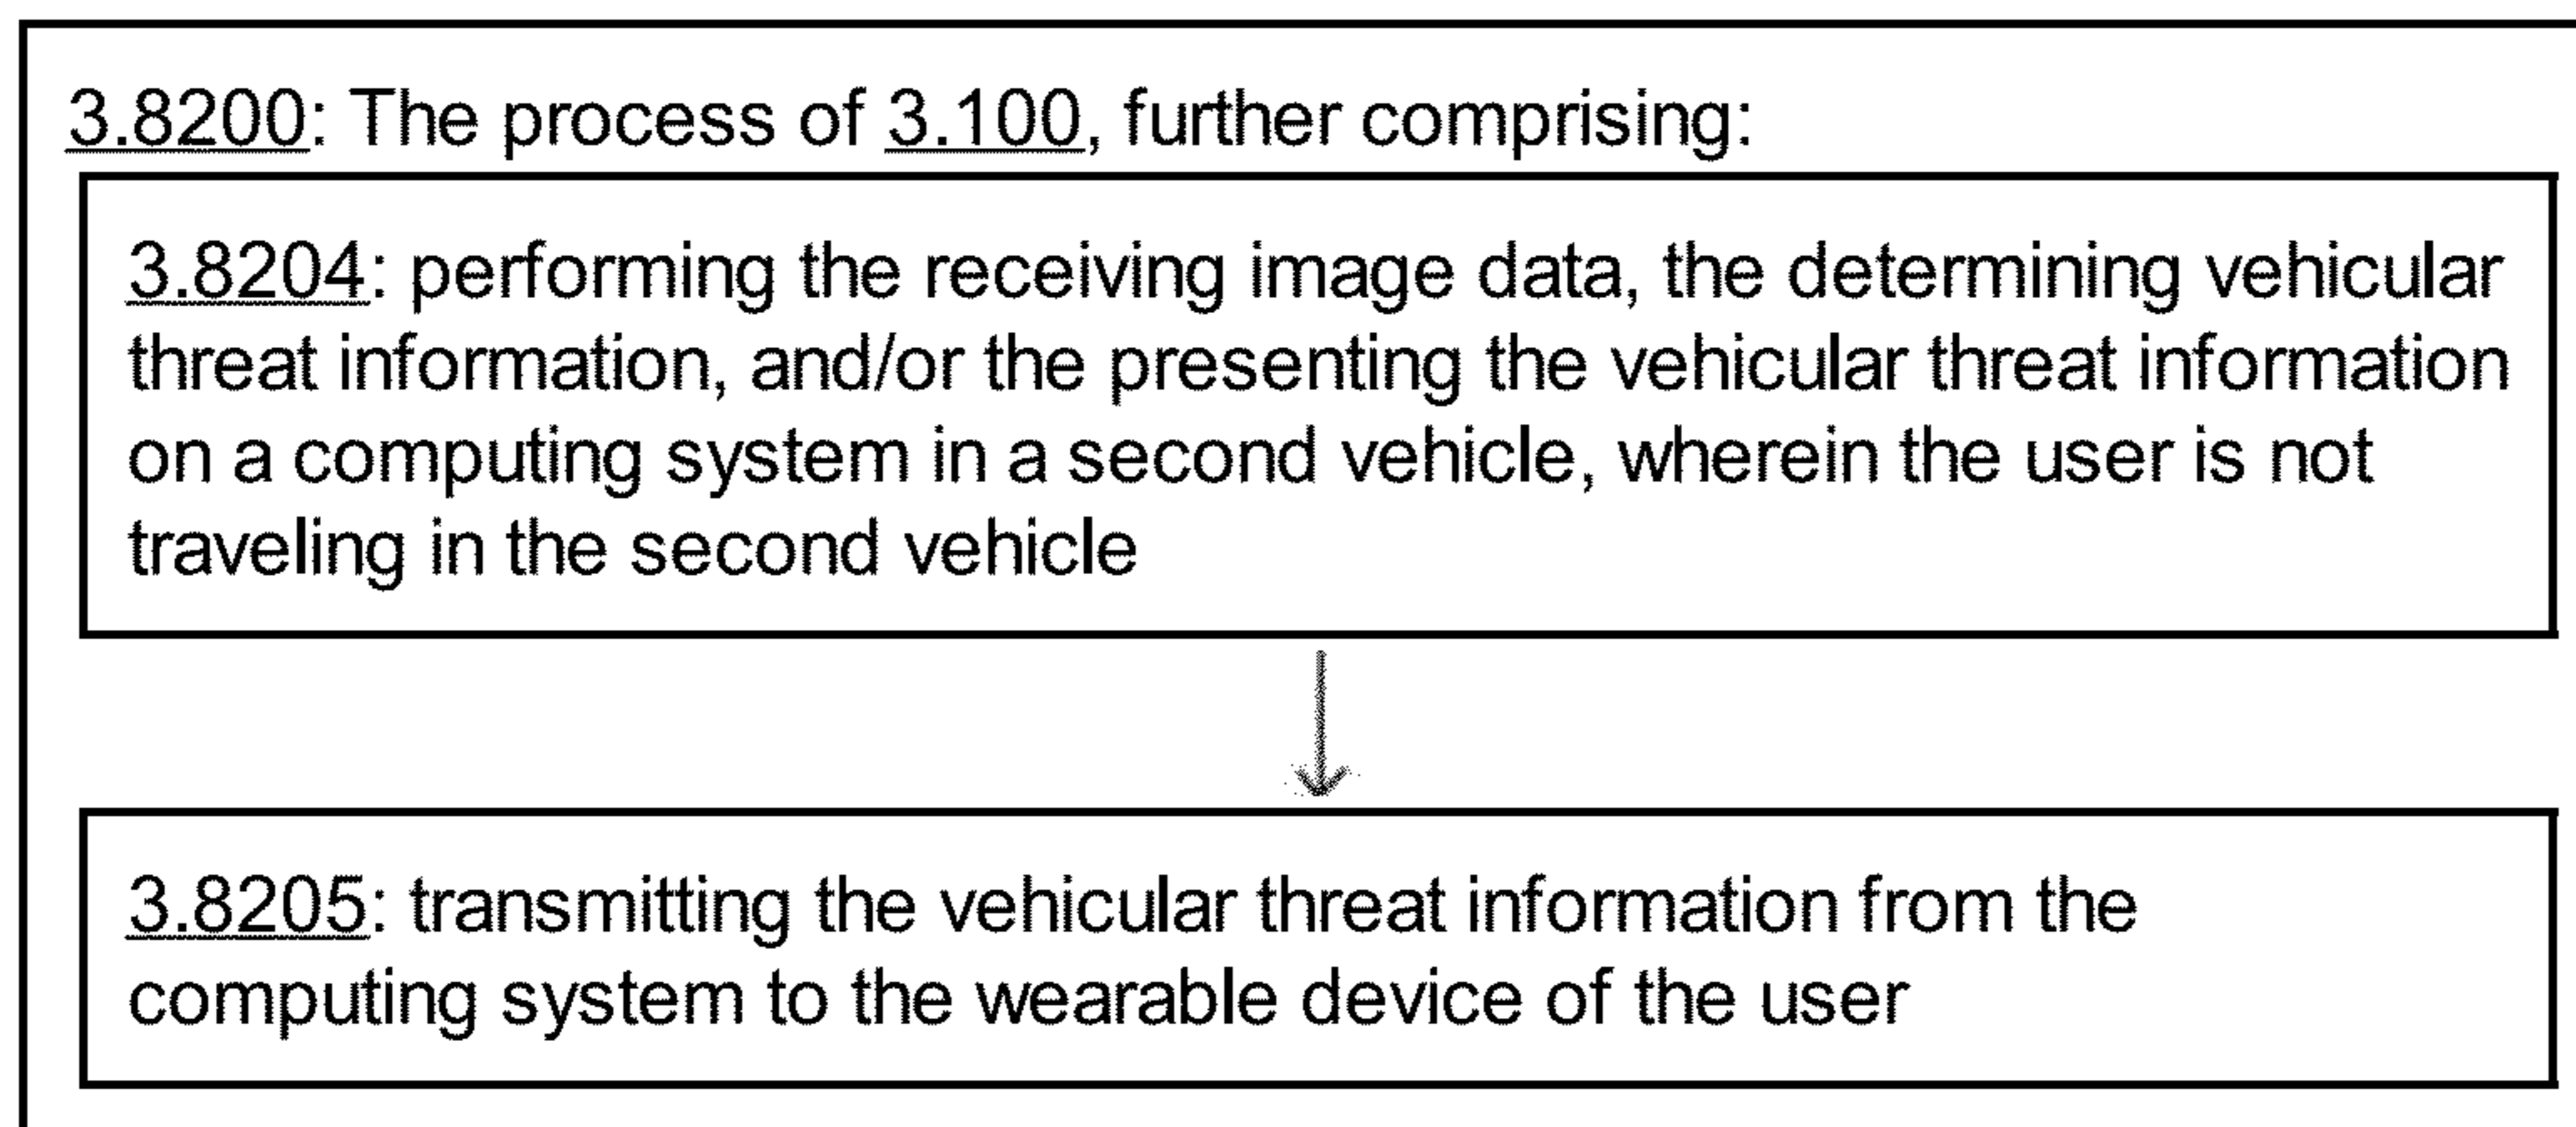 3.8200: The process of 3.100, further comprising:
3.8204: performing the receiving image data, the determining vehicular
threat information, and/or the presenting the vehicular threat information
on a computing system in a second vehicle, wherein the user is not
traveling in the second vehicle
3.8205: transmitting the vehicular threat information from the
computing system to the wearable device of the user